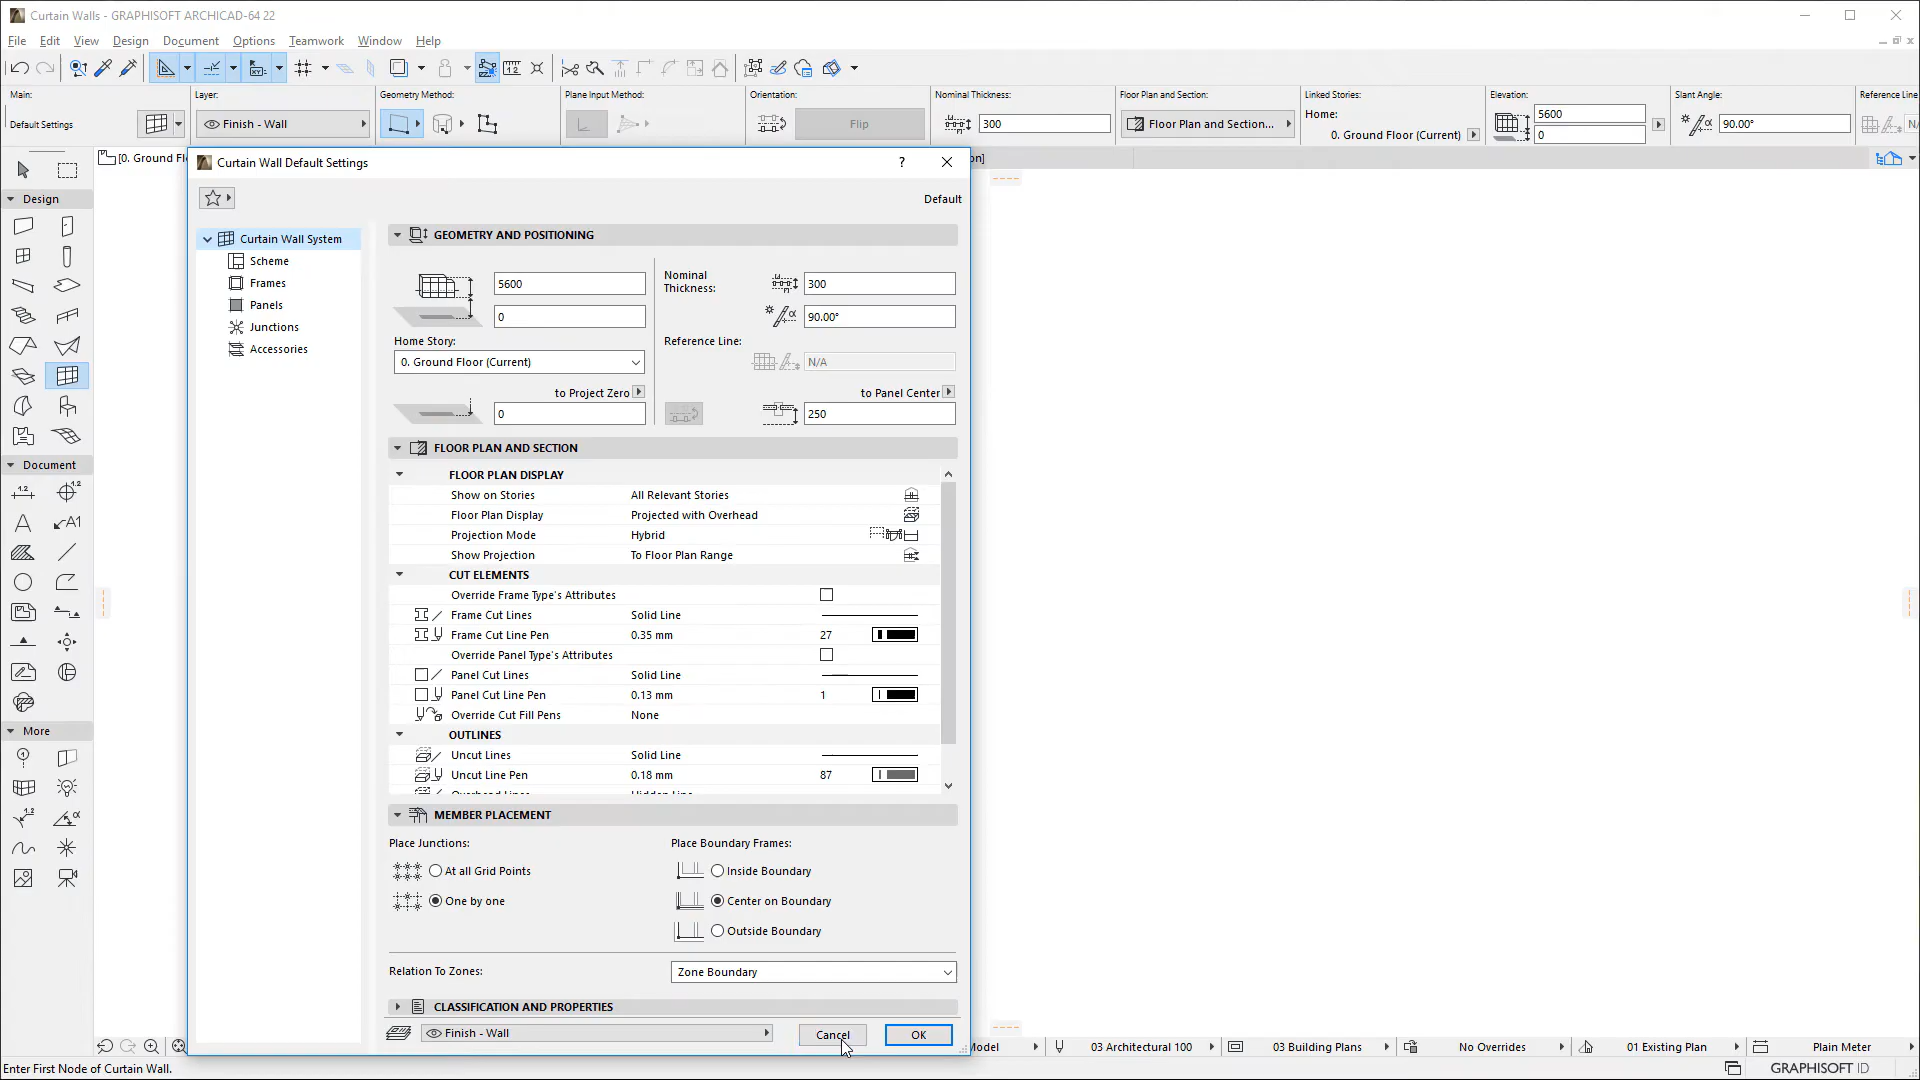 Curtain Walls - GRAPHISOFT ARCHICAD-64 22
File Edit View Design Document Options Teamwork Window Help
Main: Layer: Geometry Method: Plane Input Method: Orientation: Nominal Thickness: Floor Plan and Section: Linked Stories: Elevation: Slant Angle: Reference Line
Default Settings Finish - Wall Flip 300 Floor Plan and Section... Home: 0. Ground Floor (Current) 5600 0 90.00°
[0. Ground Fl
Curtain Wall Default Settings ?
Default
Curtain Wall System
Scheme
Frames
Panels
Junctions
Accessories
GEOMETRY AND POSITIONING
5600
0
Nominal Thickness: 300
90.00°
Home Story:
0. Ground Floor (Current)
Reference Line:
N/A
to Project Zero
0
to Panel Center
250
FLOOR PLAN AND SECTION
FLOOR PLAN DISPLAY
Show on Stories All Relevant Stories
Floor Plan Display Projected with Overhead
Projection Mode Hybrid
Show Projection To Floor Plan Range
CUT ELEMENTS
Override Frame Type's Attributes
Frame Cut Lines Solid Line
Frame Cut Line Pen 0.35 mm 27
Override Panel Type's Attributes
Panel Cut Lines Solid Line
Panel Cut Line Pen 0.13 mm 1
Override Cut Fill Pens None
OUTLINES
Uncut Lines Solid Line
Uncut Line Pen 0.18 mm 87
MEMBER PLACEMENT
Place Junctions:
At all Grid Points
One by one
Place Boundary Frames:
Inside Boundary
Center on Boundary
Outside Boundary
Relation To Zones: Zone Boundary
CLASSIFICATION AND PROPERTIES
Finish - Wall Cancel OK
Design
Document
More
03 Architectural 100 03 Building Plans No Overrides 01 Existing Plan Plain Meter
Enter First Node of Curtain Wall. GRAPHISOFT ID